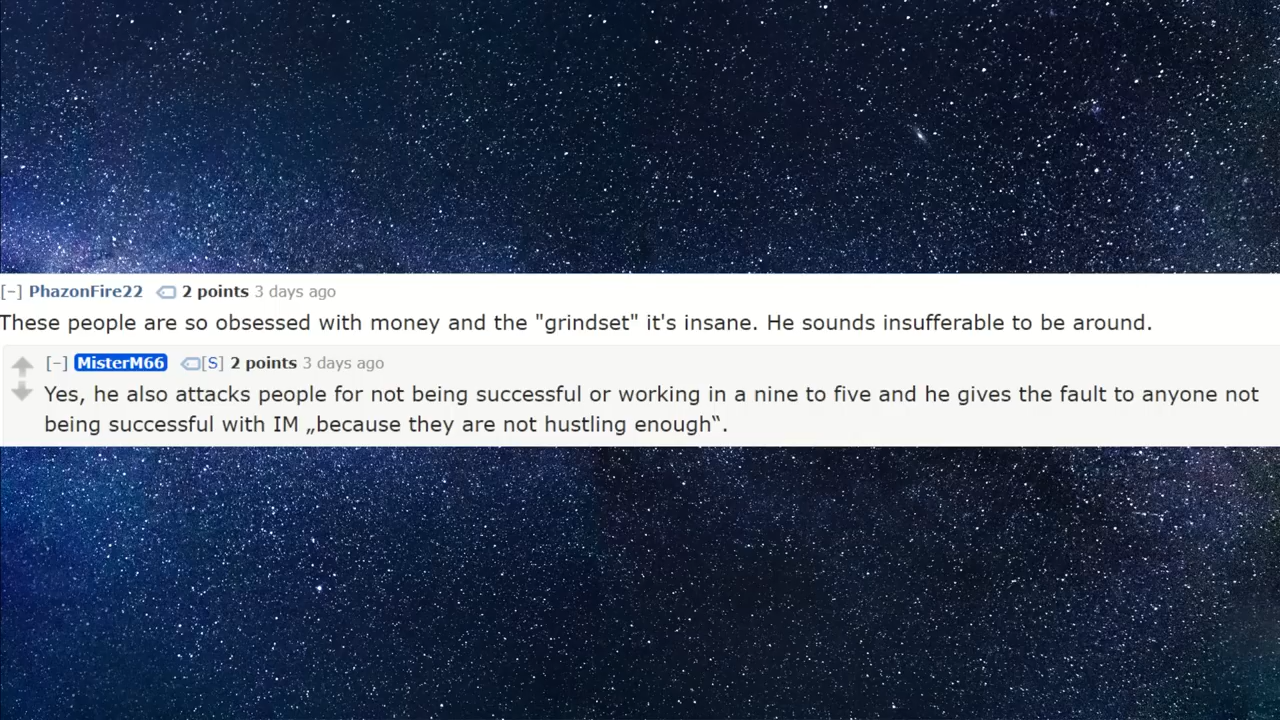 [-] PhazonFire22 2 points 3 days ago
These people are so obsessed with money and the "grindset" it's insane. He sounds insufferable to be around.
[-] MisterM66 [S] 2 points 3 days ago
Yes, he also attacks people for not being successful or working in a nine to five and he gives the fault to anyone not
being successful with IM „because they are not hustling enough‟.